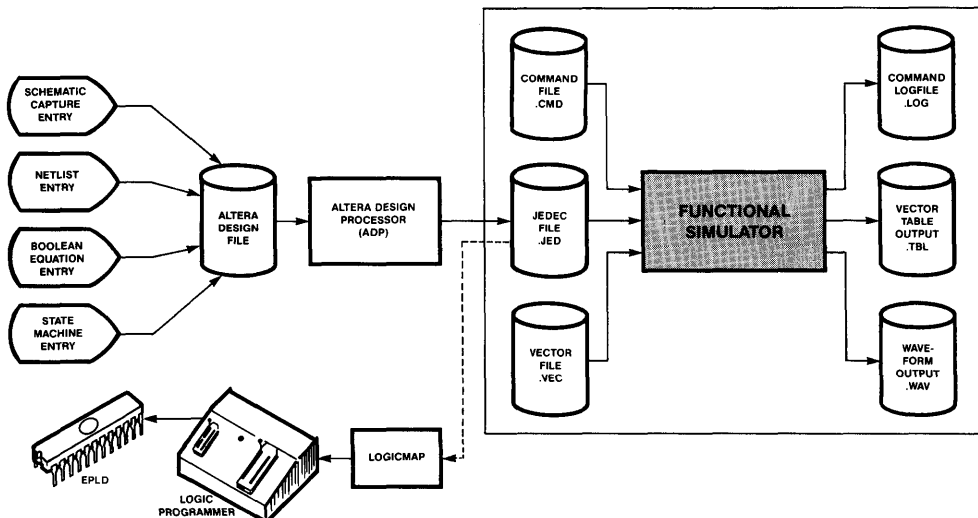 SCHEMATIC
CAPTURE
ENTRY
NETLIST
ENTRY
BOOLEAN
EQUATION
ENTRY
STATE
MACHINE
ENTRY
ALTERA
DESIGN
FILE
ALTERA DESIGN
PROCESSOR
(ADP)
COMMAND
FILE
.CMD
JEDEC
FILE
.JED
VECTOR
FILE
.VEC
FUNCTIONAL
SIMULATOR
COMMAND
LOGFILE
.LOG
VECTOR
TABLE
OUTPUT
.TBL
WAVE-
FORM
OUTPUT
.WAV
EPLD
LOGIC
PROGRAMMER
LOGICMAP